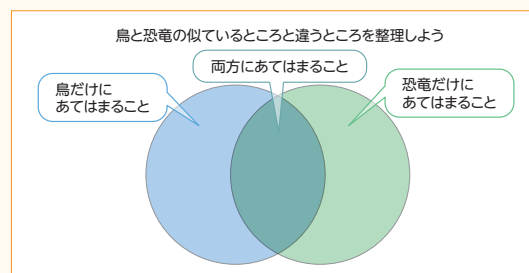 鳥と恐竜の似ているところと違うところを整理しよう
両方にあてはまること
鳥だけに
あてはまること
恐竜だけに
あてはまること